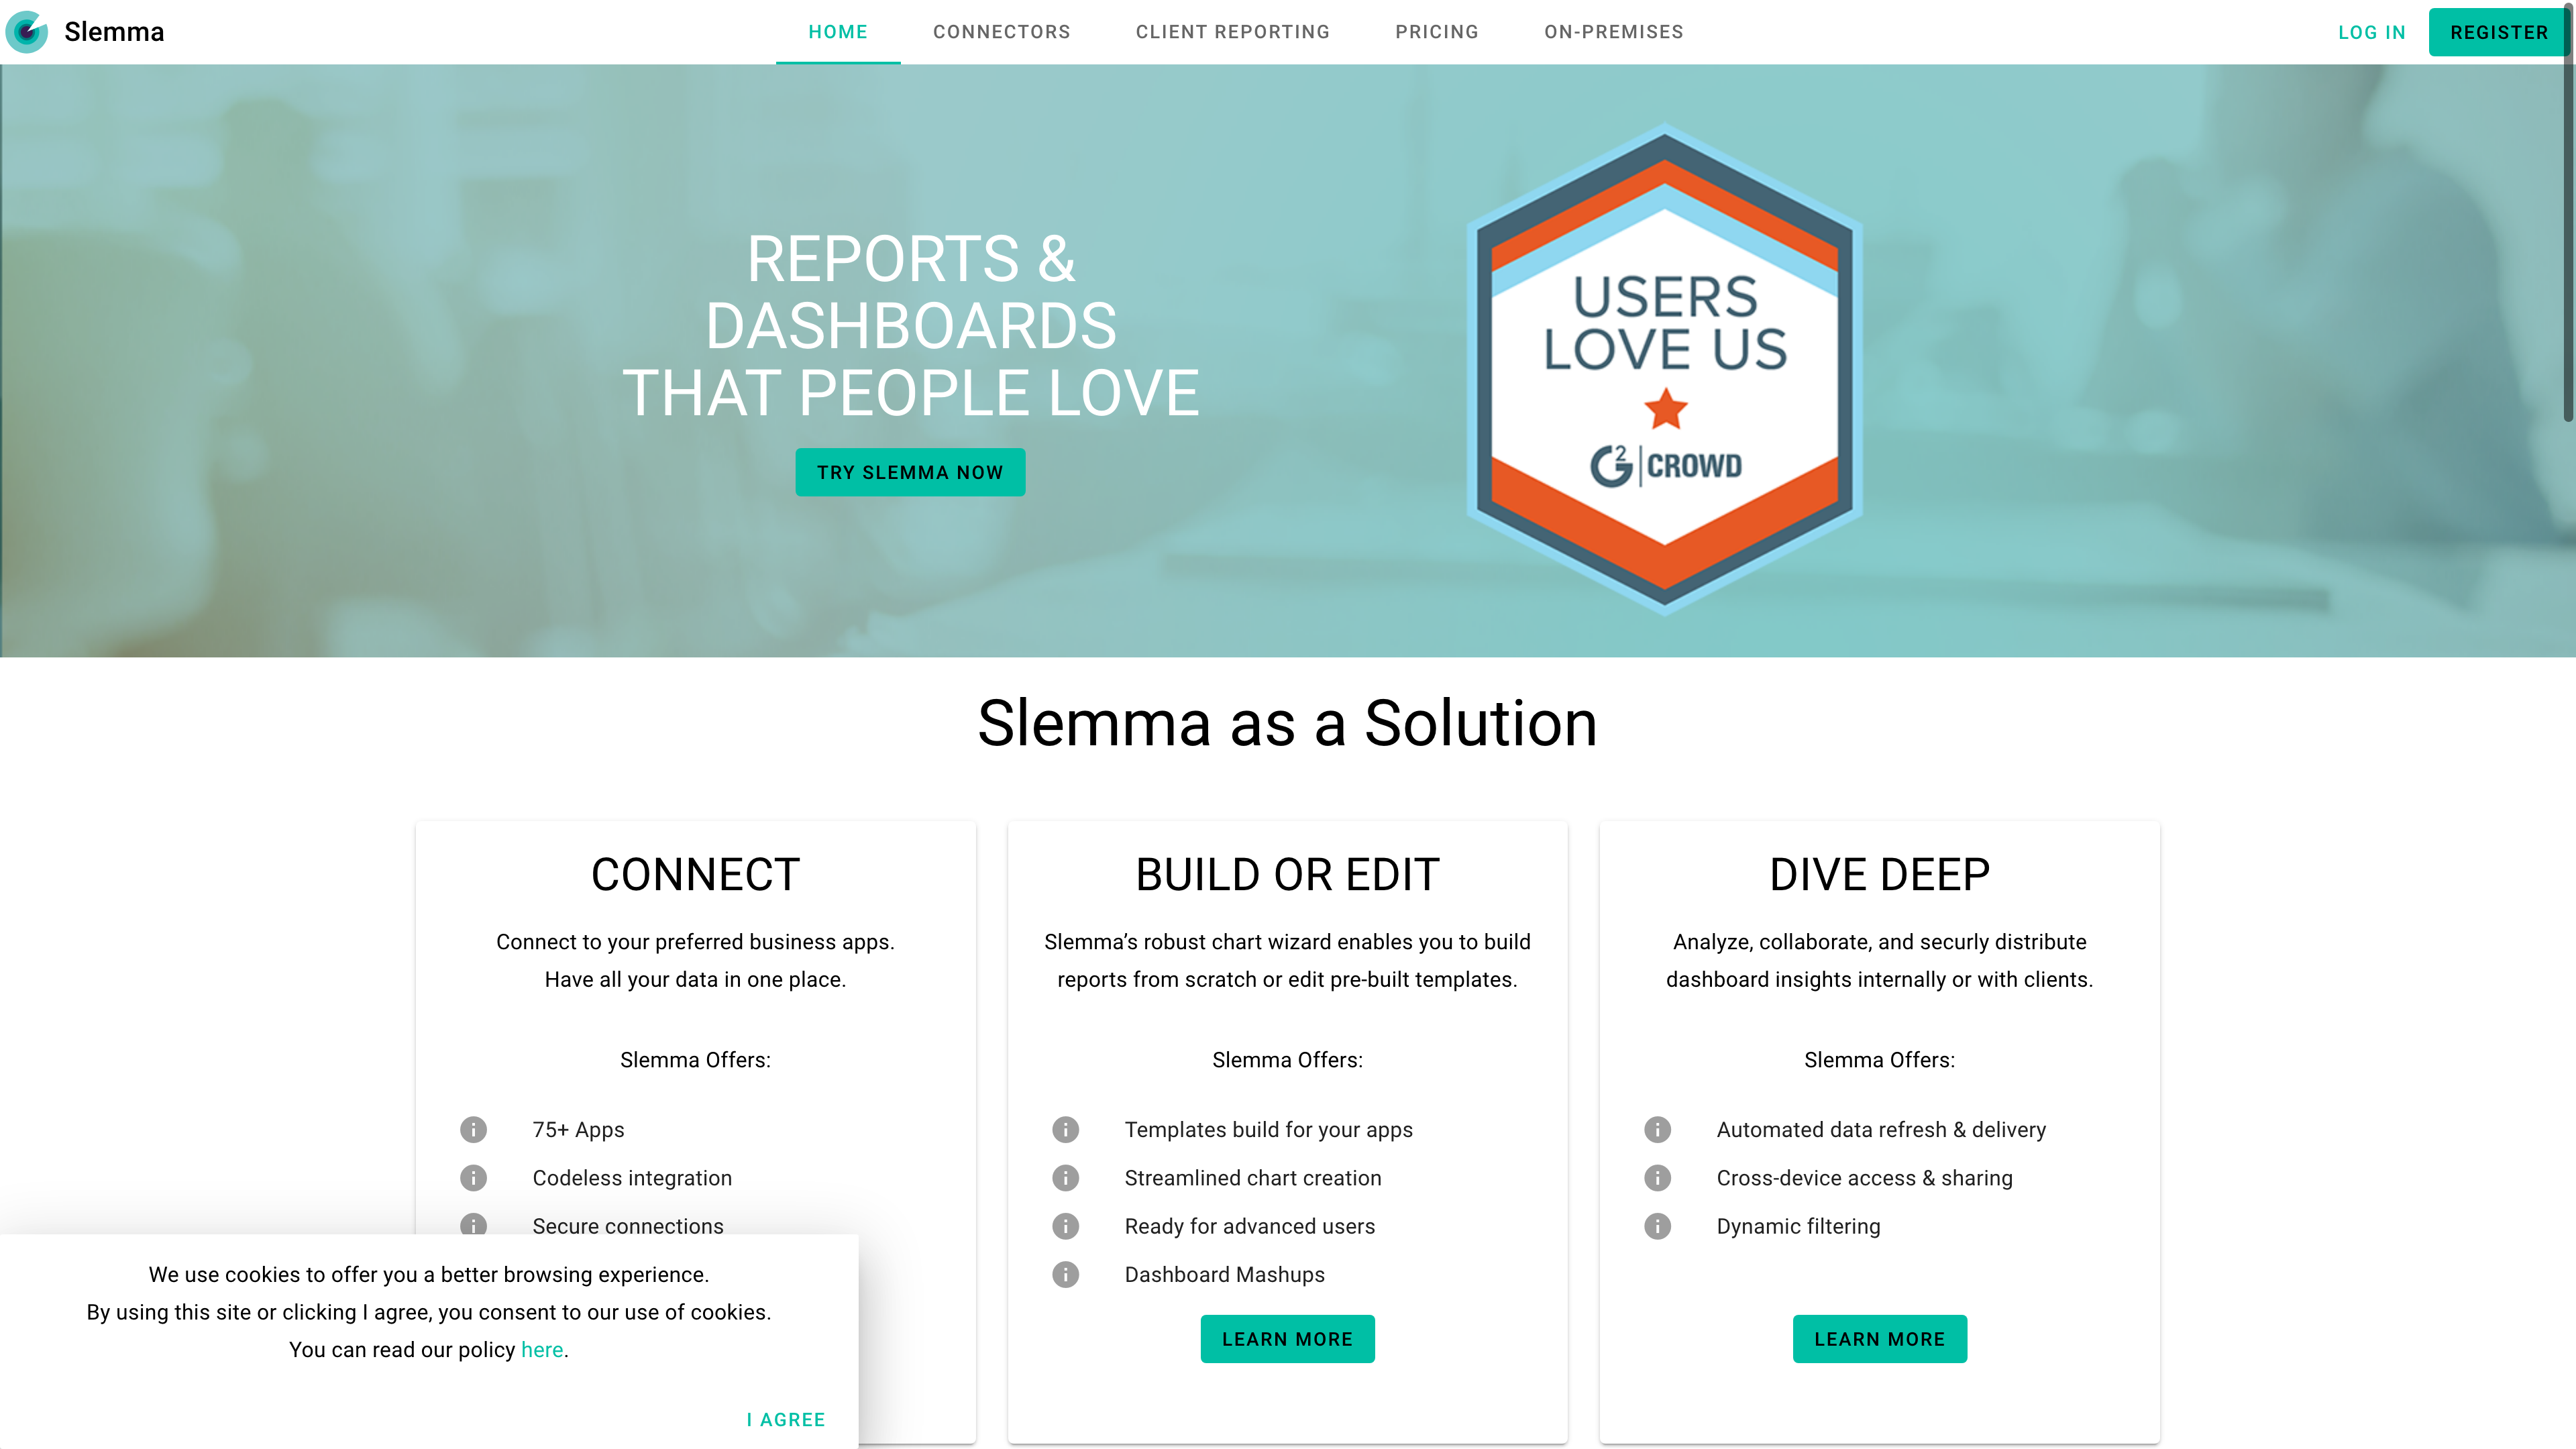 Slemma
HOME
CONNECTORS
CLIENT REPORTING
PRICING
ON-PREMISES
LOG IN
REGISTER
REPORTS &
DASHBOARDS
THAT PEOPLE LOVE
TRY SLEMMA NOW
USERS
LOVE US
G2 | CROWD
Slemma as a Solution
CONNECT
Connect to your preferred business apps.
Have all your data in one place.
Slemma Offers:
75+ Apps
Codeless integration
Secure connections
BUILD OR EDIT
Slemma’s robust chart wizard enables you to build
reports from scratch or edit pre-built templates.
Slemma Offers:
Templates build for your apps
Streamlined chart creation
Ready for advanced users
Dashboard Mashups
LEARN MORE
DIVE DEEP
Analyze, collaborate, and securly distribute
dashboard insights internally or with clients.
Slemma Offers:
Automated data refresh & delivery
Cross-device access & sharing
Dynamic filtering
LEARN MORE
We use cookies to offer you a better browsing experience.
By using this site or clicking I agree, you consent to our use of cookies.
You can read our policy here.
I AGREE